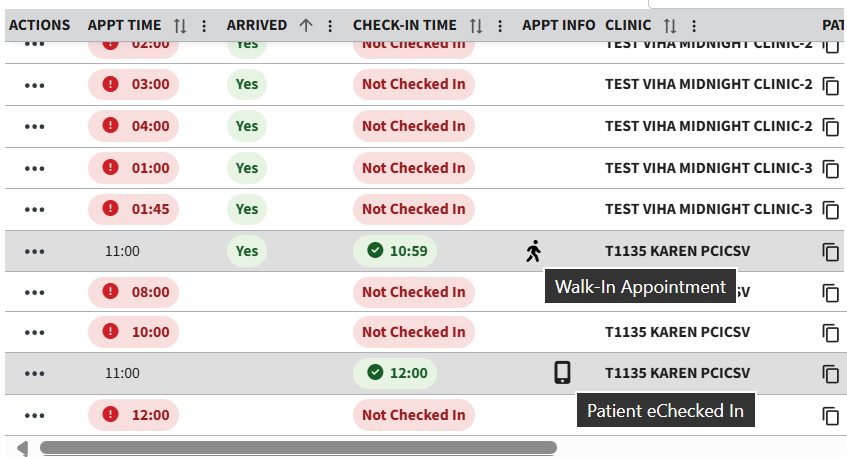 ACTIONS APPT TIME ARRIVED CHECK-IN TIME APPT INFO CLINIC PAT
02:00 Yes Not Checked In TEST VIHA MIDNIGHT CLINIC-2
03:00 Yes Not Checked In TEST VIHA MIDNIGHT CLINIC-2
04:00 Yes Not Checked In TEST VIHA MIDNIGHT CLINIC-2
01:00 Yes Not Checked In TEST VIHA MIDNIGHT CLINIC-3
01:45 Yes Not Checked In TEST VIHA MIDNIGHT CLINIC-3
11:00 Yes 10:59 T1135 KAREN PCICSV
Walk-In Appointment
08:00 Not Checked In SV
10:00 Not Checked In T1135 KAREN PCICSV
11:00 12:00 T1135 KAREN PCICSV
Patient eChecked In
12:00 Not Checked In